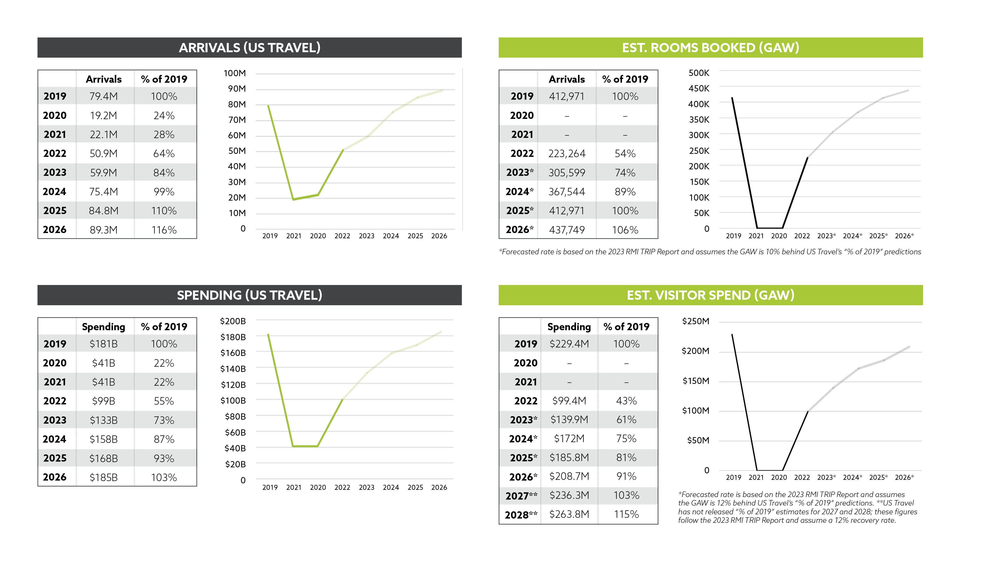 ARRIVALS (US TRAVEL)
Arrivals % of 2019
2019 79.4M 100%
2020 19.2M 24%
2021 22.1M 28%
2022 50.9M 64%
2023 59.9M 84%
2024 75.4M 99%
2025 84.8M 110%
2026 89.3M 116%
100M
90M
80M
70M
60M
50M
40M
30M
20M
10M
0
2019 2021 2020 2022 2023 2024 2025 2026
EST. ROOMS BOOKED (GAW)
Arrivals % of 2019
2019 412,971 100%
2020 – –
2021 – –
2022 223,264 54%
2023* 305,599 74%
2024* 367,544 89%
2025* 412,971 100%
2026* 437,749 106%
500K
450K
400K
350K
300K
250K
200K
150K
100K
50K
0
2019 2021 2020 2022 2023* 2024* 2025* 2026*
*Forecasted rate is based on the 2023 RMI TRIP Report and assumes the GAW is 10% behind US Travel’s “% of 2019” predictions
SPENDING (US TRAVEL)
Spending % of 2019
2019 $181B 100%
2020 $41B 22%
2021 $41B 22%
2022 $99B 55%
2023 $133B 73%
2024 $158B 87%
2025 $168B 93%
2026 $185B 103%
$200B
$180B
$160B
$140B
$120B
$100B
$80B
$60B
$40B
$20B
0
2019 2021 2020 2022 2023 2024 2025 2026
EST. VISITOR SPEND (GAW)
Spending % of 2019
2019 $229.4M 100%
2020 – –
2021 – –
2022 $99.4M 43%
2023* $139.9M 61%
2024* $172M 75%
2025* $185.8M 81%
2026* $208.7M 91%
2027** $236.3M 103%
2028** $263.8M 115%
$250M
$200M
$150M
$100M
$50M
0
2019 2021 2020 2022 2023* 2024* 2025* 2026*
*Forecasted rate is based on the 2023 RMI TRIP Report and assumes
the GAW is 12% behind US Travel’s “% of 2019” predictions. **US Travel
has not released “% of 2019” estimates for 2027 and 2028; these figures
follow the 2023 RMI TRIP Report and assume a 12% recovery rate.